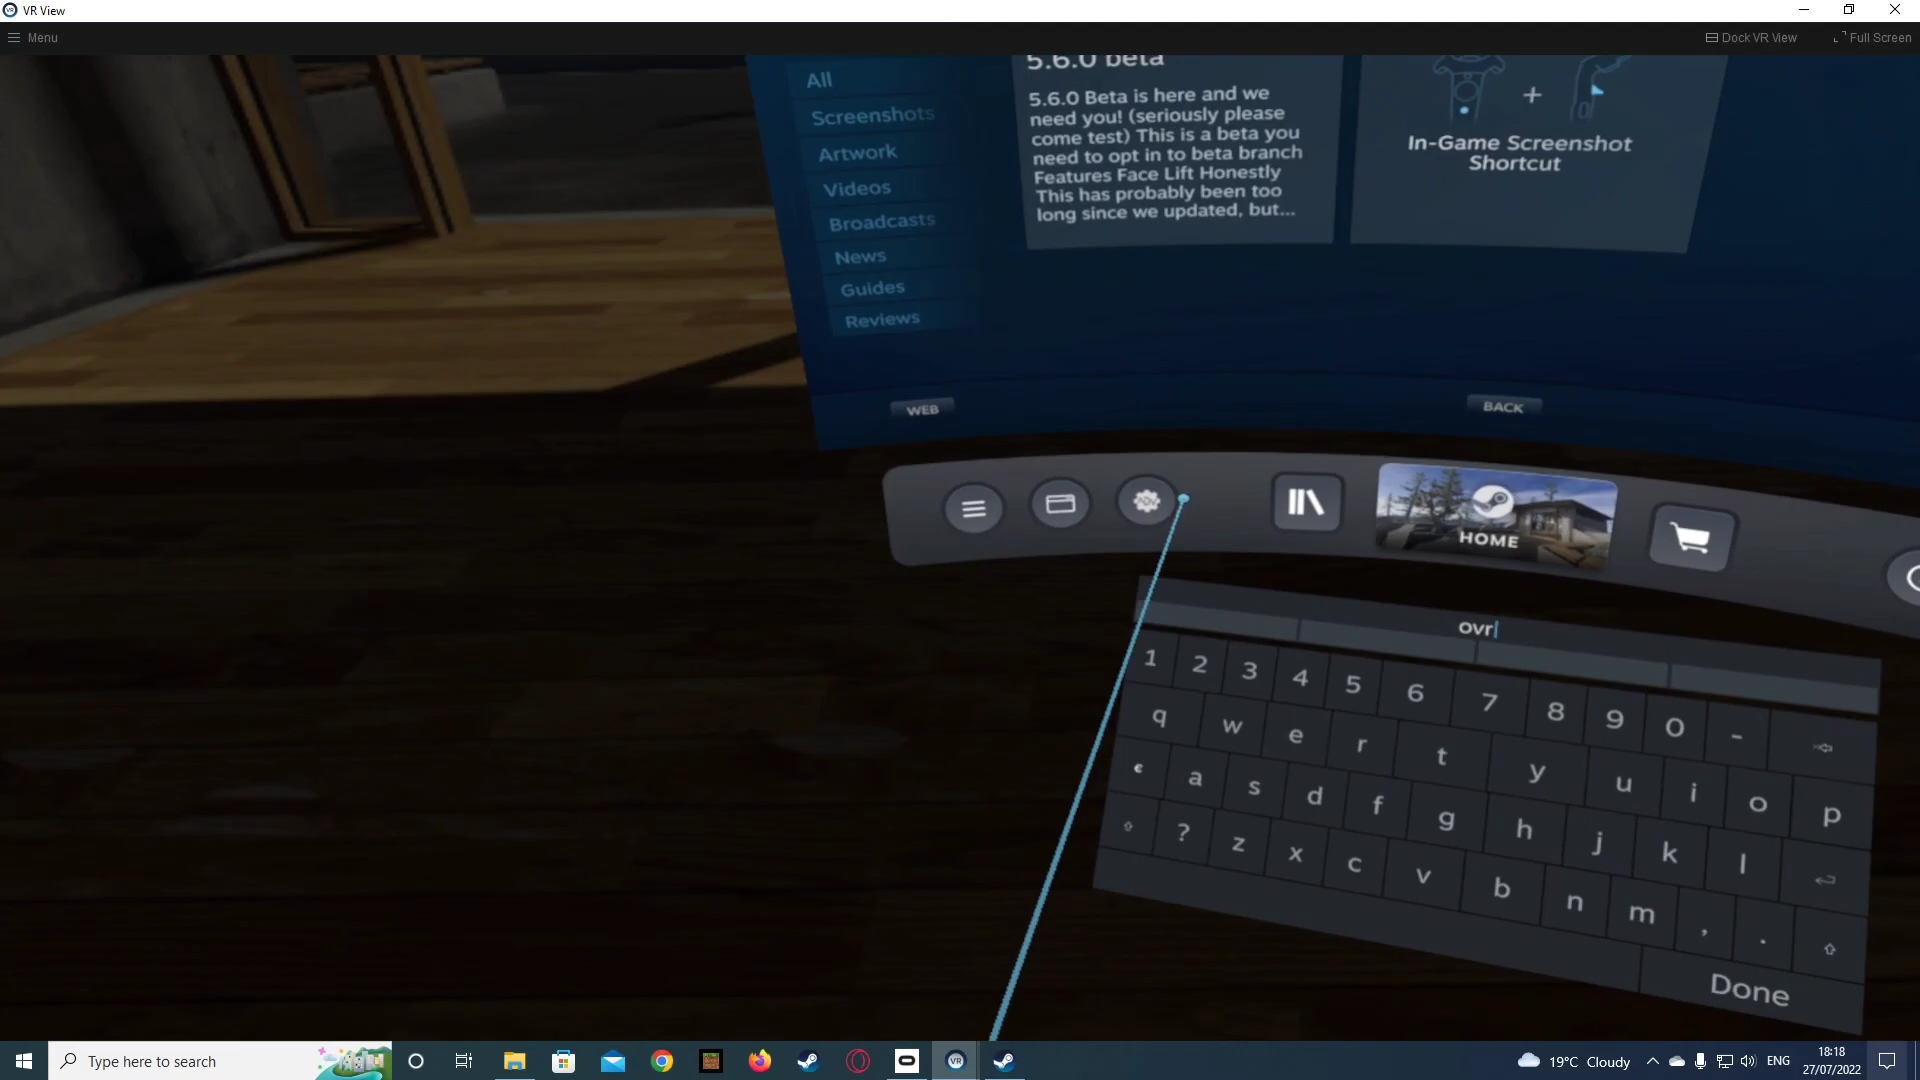 VR View
Menu
Dock VR View
Full Screen
All
Screenshots
Artwork
Videos
Broadcasts
News
Guides
Reviews
5.6.0 beta
5.6.0 Beta is here and we
need you! (seriously please
come test) This is a beta you
need to opt in to beta branch
Features Face Lift Honestly
This has probably been too
long since we updated, but...
+
In-Game Screenshot
Shortcut
WEB
BACK
HOME
ovr
1 2 3 4 5 6 7 8 9 0 -
q w e r t y u i o p
a s d f g h j k l
? z x c v b n m , .
Done
Type here to search
VR
19°C Cloudy
ENG
18:18
27/07/2022